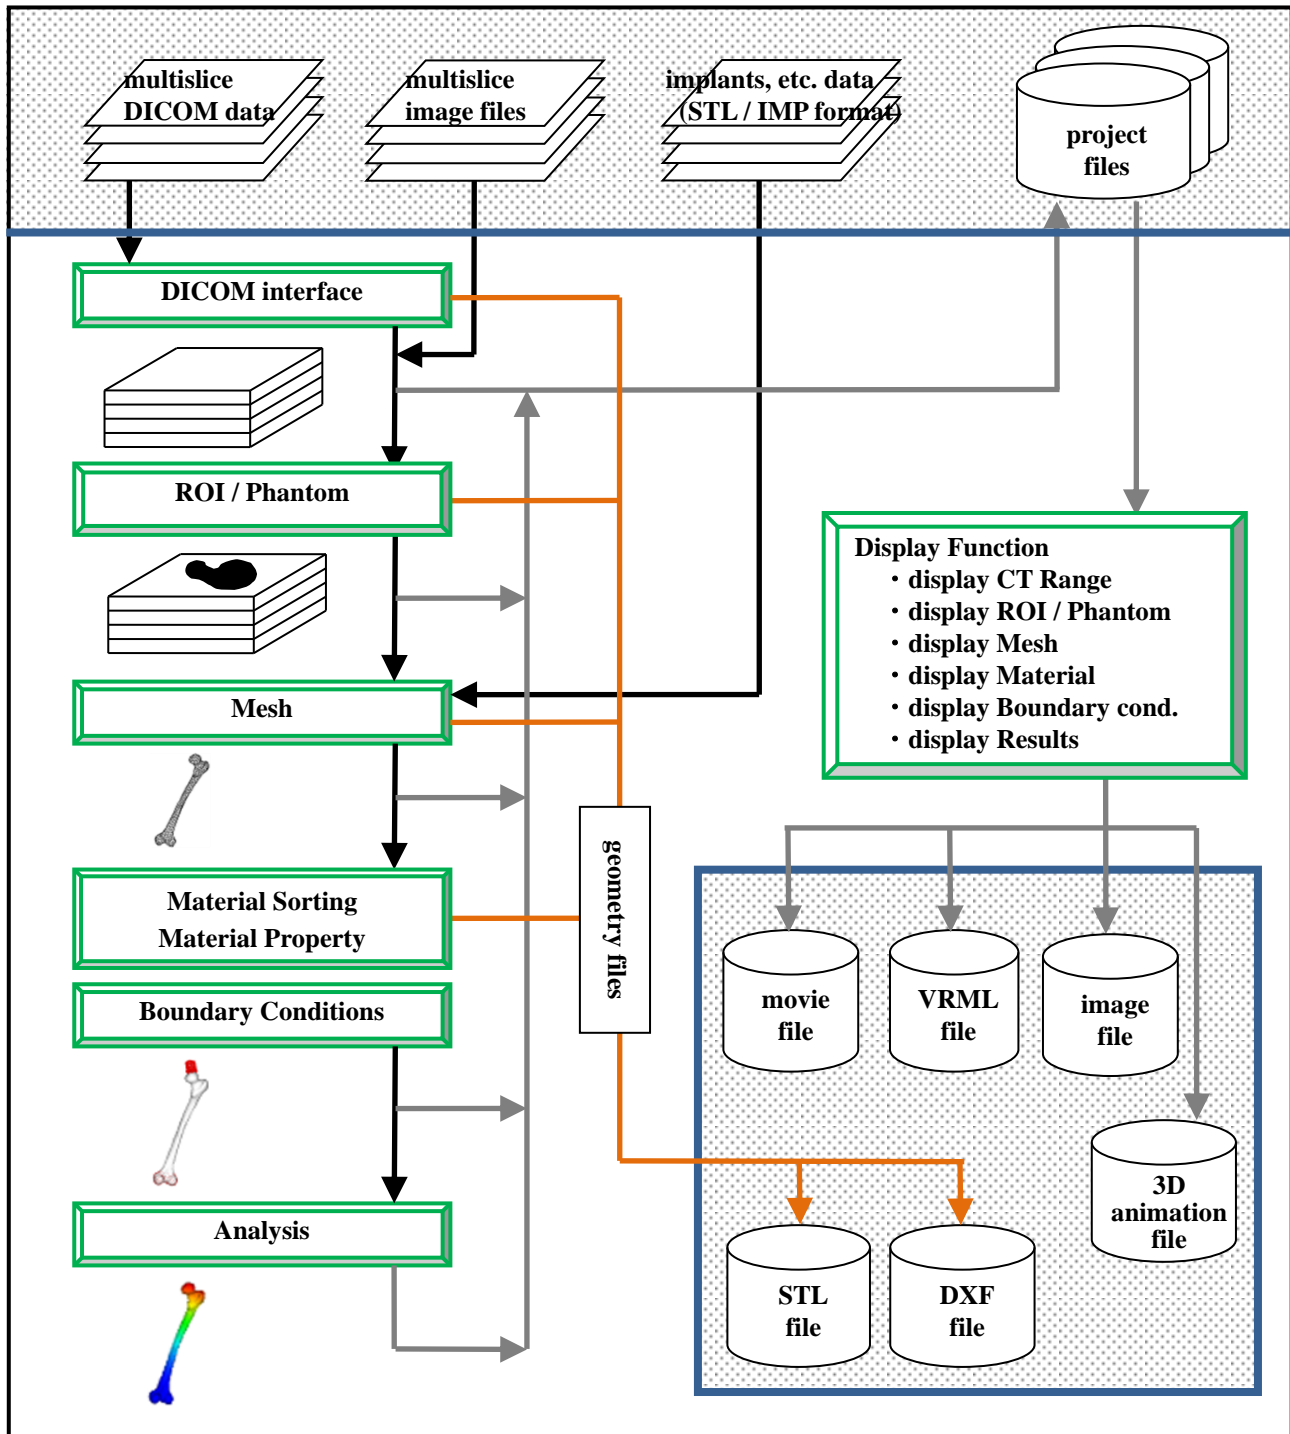 multislice
DICOM data
multislice
image files
implants, etc. data
(STL / IMP format)
project
files
DICOM interface
ROI / Phantom
Mesh
Material Sorting
Material Property
Boundary Conditions
Analysis
geometry files
Display Function
・display CT Range
・display ROI / Phantom
・display Mesh
・display Material
・display Boundary cond.
・display Results
movie
file
VRML
file
image
file
3D
animation
file
STL
file
DXF
file